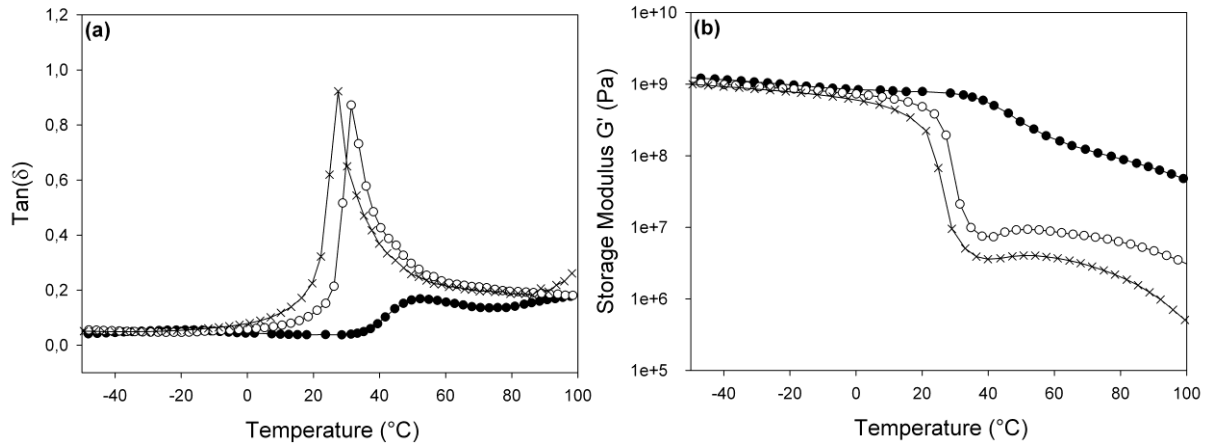 (a)
Tan(δ)
1,2
1,0
0,8
0,6
0,4
0,2
0,0
-40 -20 0 20 40 60 80 100
Temperature (°C)
(b)
Storage Modulus G' (Pa)
1e+10
1e+9
1e+8
1e+7
1e+6
1e+5
-40 -20 0 20 40 60 80 100
Temperature (°C)